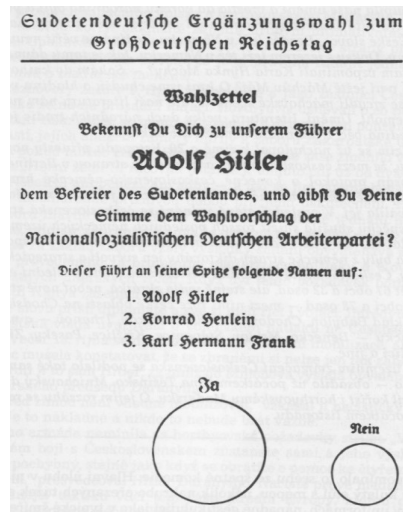 Sudetendeutsche Ergänzungswahl zum
Großdeutschen Reichstag
Wahlzettel
Bekennst Du Dich zu unserem Führer
Adolf Hitler
dem Befreier des Sudetenlandes, und gibst Du Deine
Stimme dem Wahlvorschlag der
Nationalsozialistischen Deutschen Arbeiterpartei?
Dieser führt an seiner Spitze folgende Namen auf:
1. Adolf Hitler
2. Konrad Henlein
3. Karl Hermann Frank
Ja
Nein